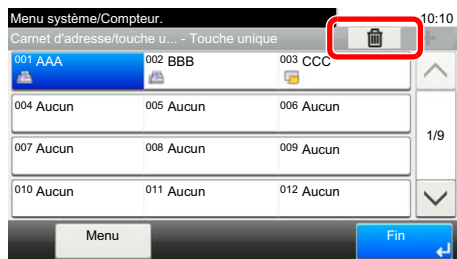 Menu système/Compteur. 10:10
Carnet d'adresse/touche u... - Touche unique
001 AAA 002 BBB 003 CCC
004 Aucun 005 Aucun 006 Aucun
1/9
007 Aucun 008 Aucun 009 Aucun
010 Aucun 011 Aucun 012 Aucun
Menu Fin